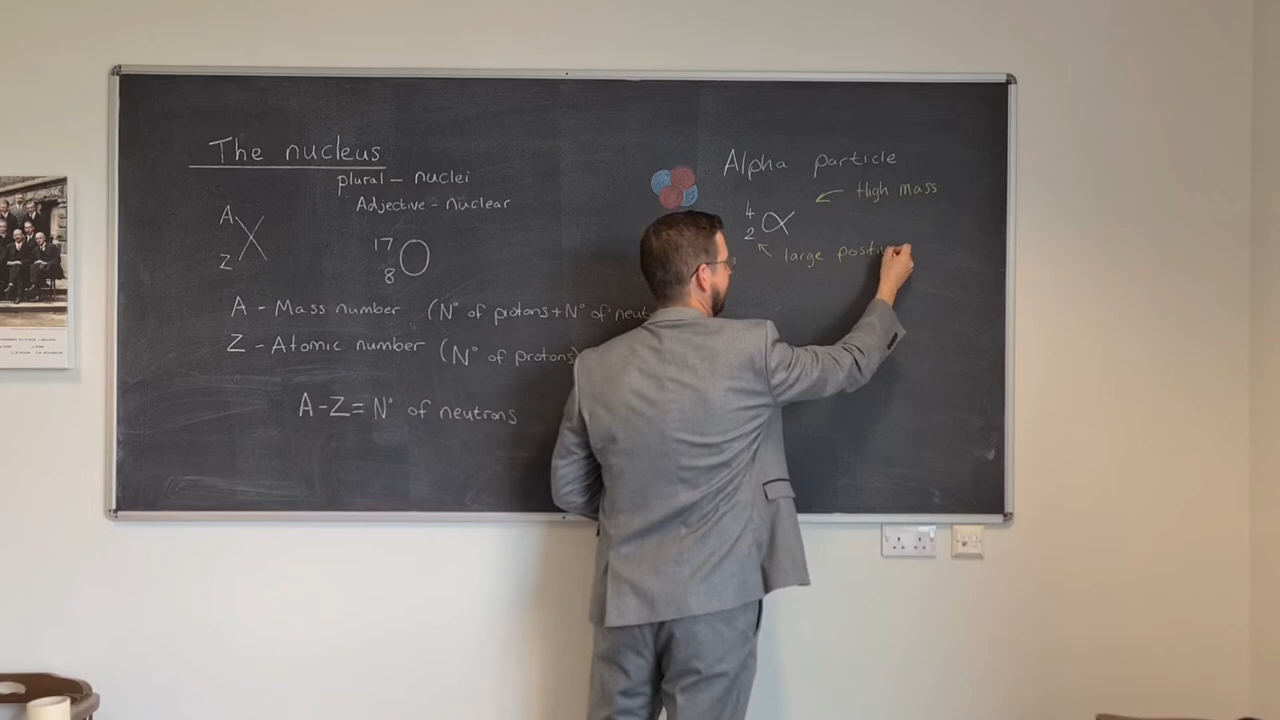 The nucleus
plural - nuclei
Adjective - nuclear
A
X
Z
17
O
8
A - Mass number (N° of protons + N° of neut
Z - Atomic number (N° of protons)
A - Z = N° of neutrons
Alpha particle
High mass
4
α
2
large positi